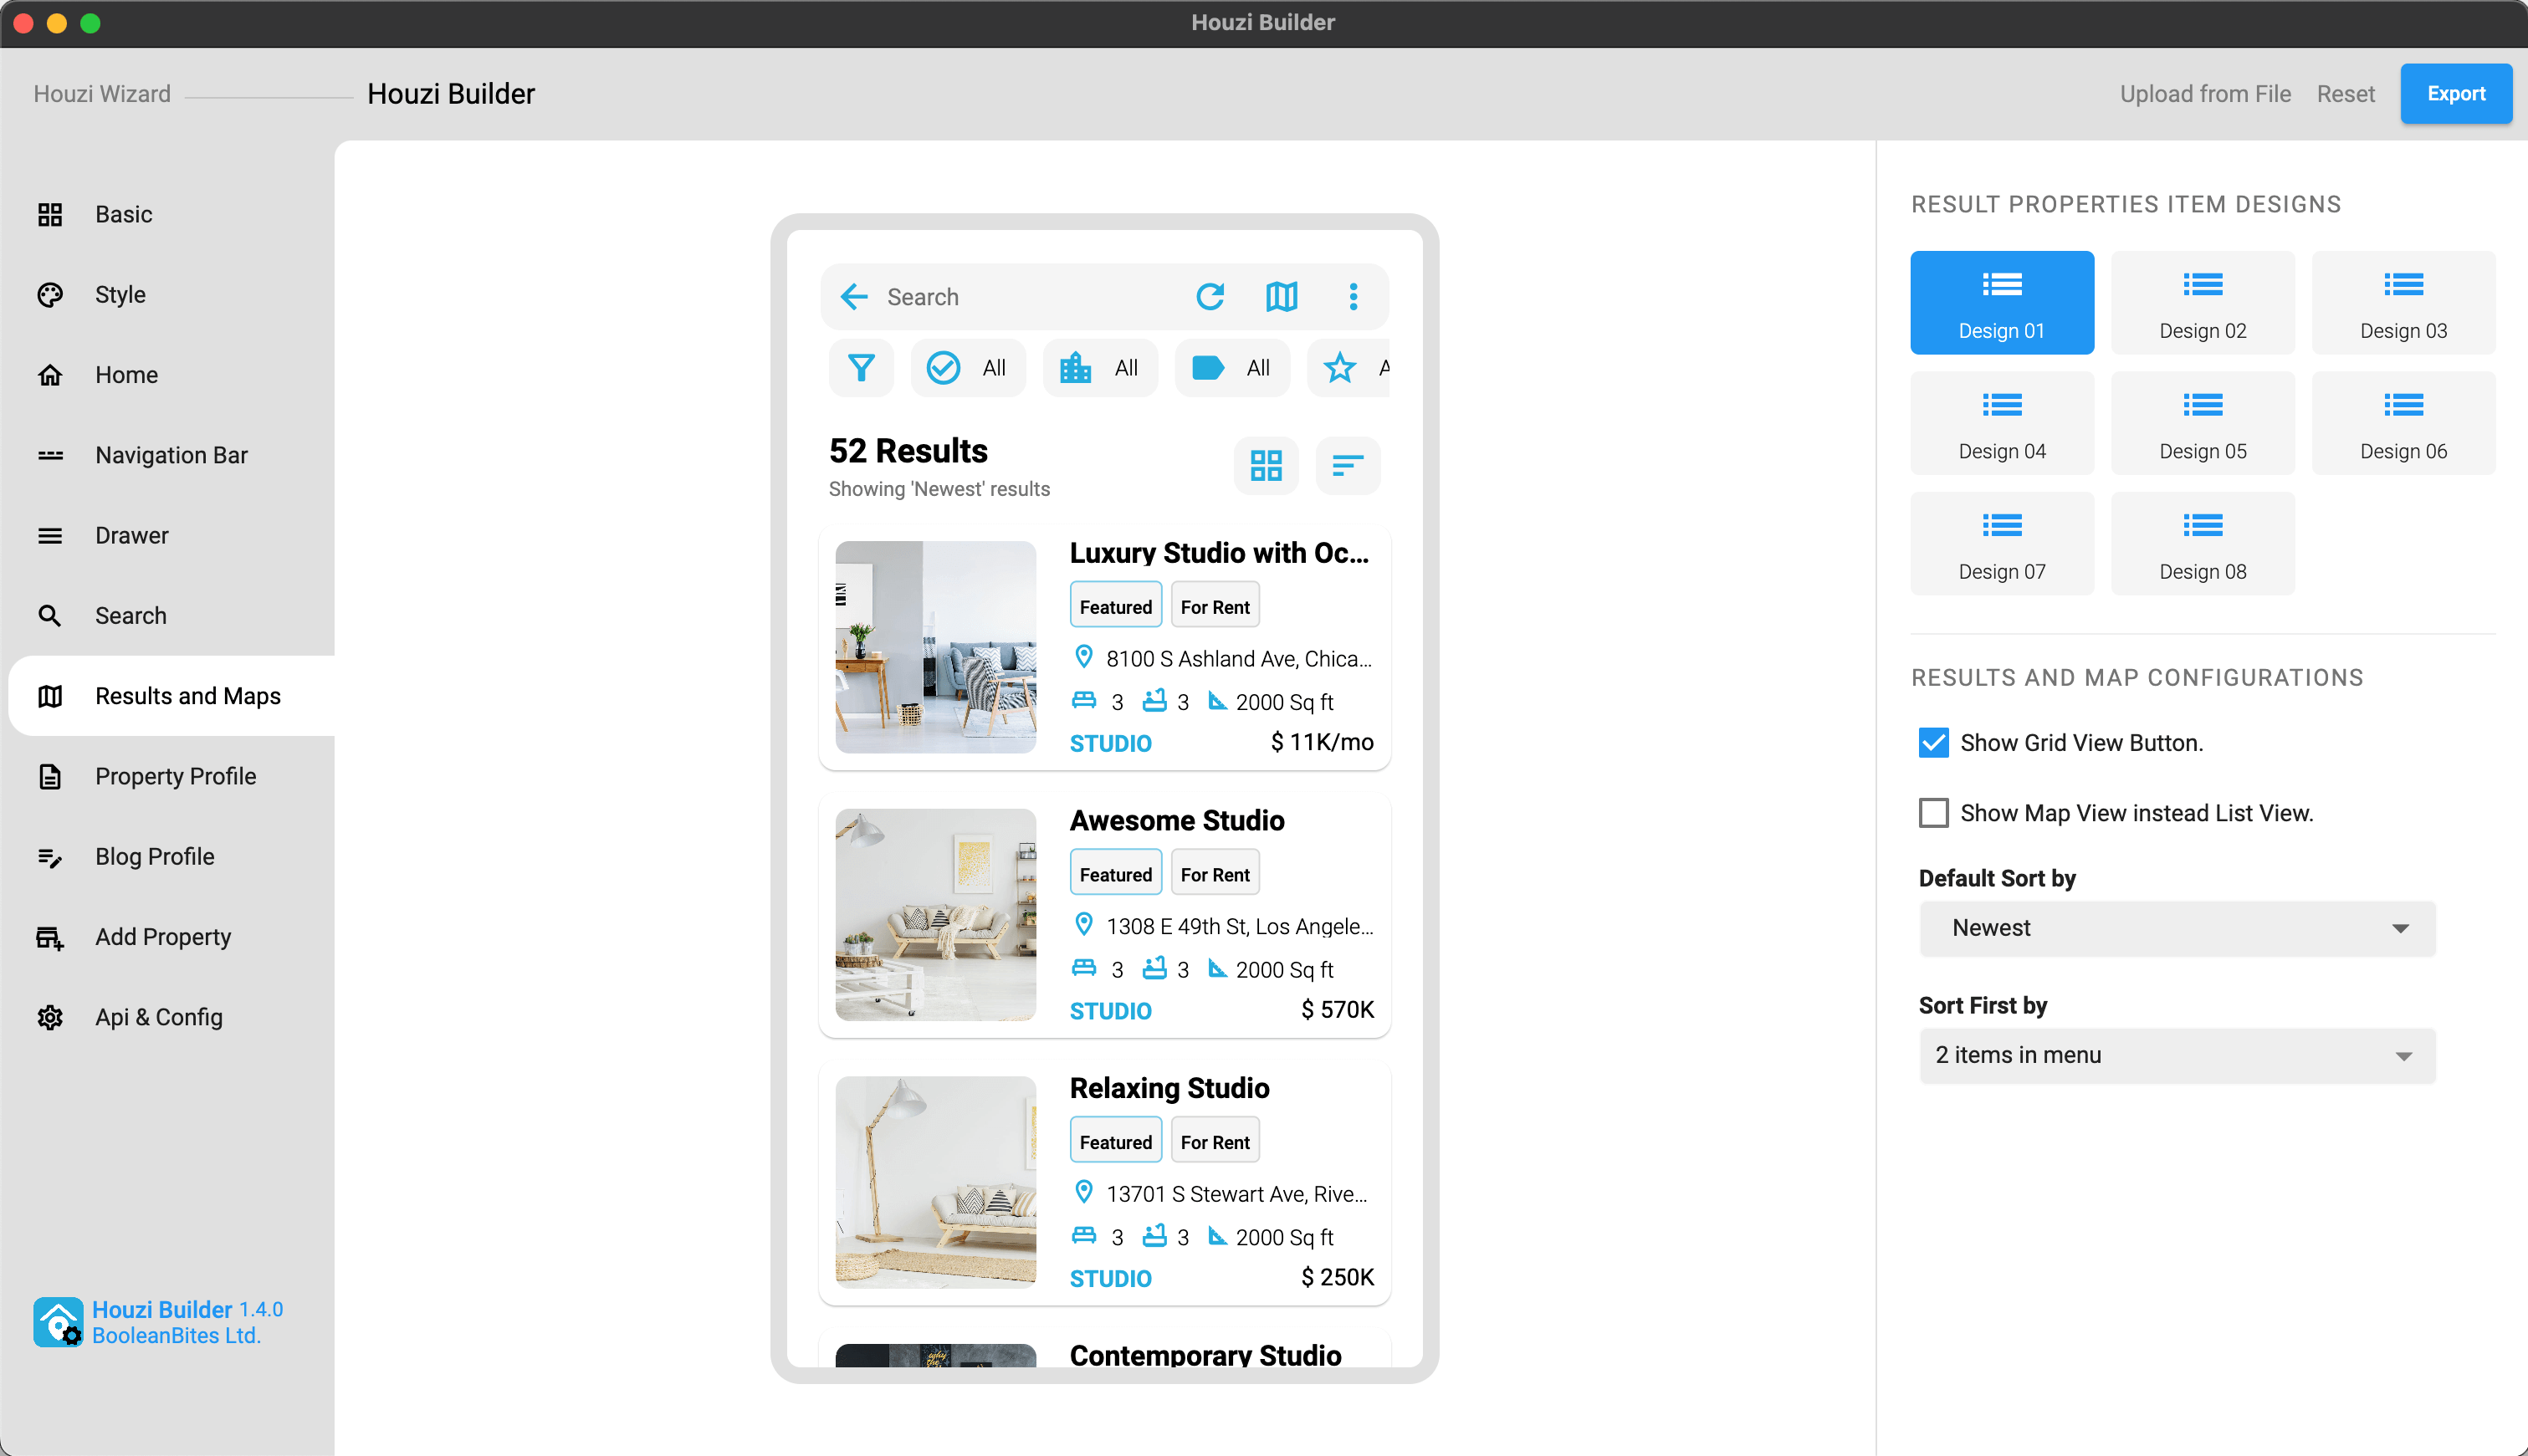 Houzi Builder
Houzi Wizard
Houzi Builder
Upload from File
Reset
Export
Basic
Style
Home
Navigation Bar
Drawer
Search
Results and Maps
Property Profile
Blog Profile
Add Property
Api & Config
Houzi Builder 1.4.0
BooleanBites Ltd.
Search
All
All
All
52 Results
Showing 'Newest' results
Luxury Studio with Oc...
Featured
For Rent
8100 S Ashland Ave, Chica...
3
3
2000 Sq ft
STUDIO
$ 11K/mo
Awesome Studio
Featured
For Rent
1308 E 49th St, Los Angele...
3
3
2000 Sq ft
STUDIO
$ 570K
Relaxing Studio
Featured
For Rent
13701 S Stewart Ave, Rive...
3
3
2000 Sq ft
STUDIO
$ 250K
Contemporary Studio
RESULT PROPERTIES ITEM DESIGNS
Design 01
Design 02
Design 03
Design 04
Design 05
Design 06
Design 07
Design 08
RESULTS AND MAP CONFIGURATIONS
Show Grid View Button.
Show Map View instead List View.
Default Sort by
Newest
Sort First by
2 items in menu